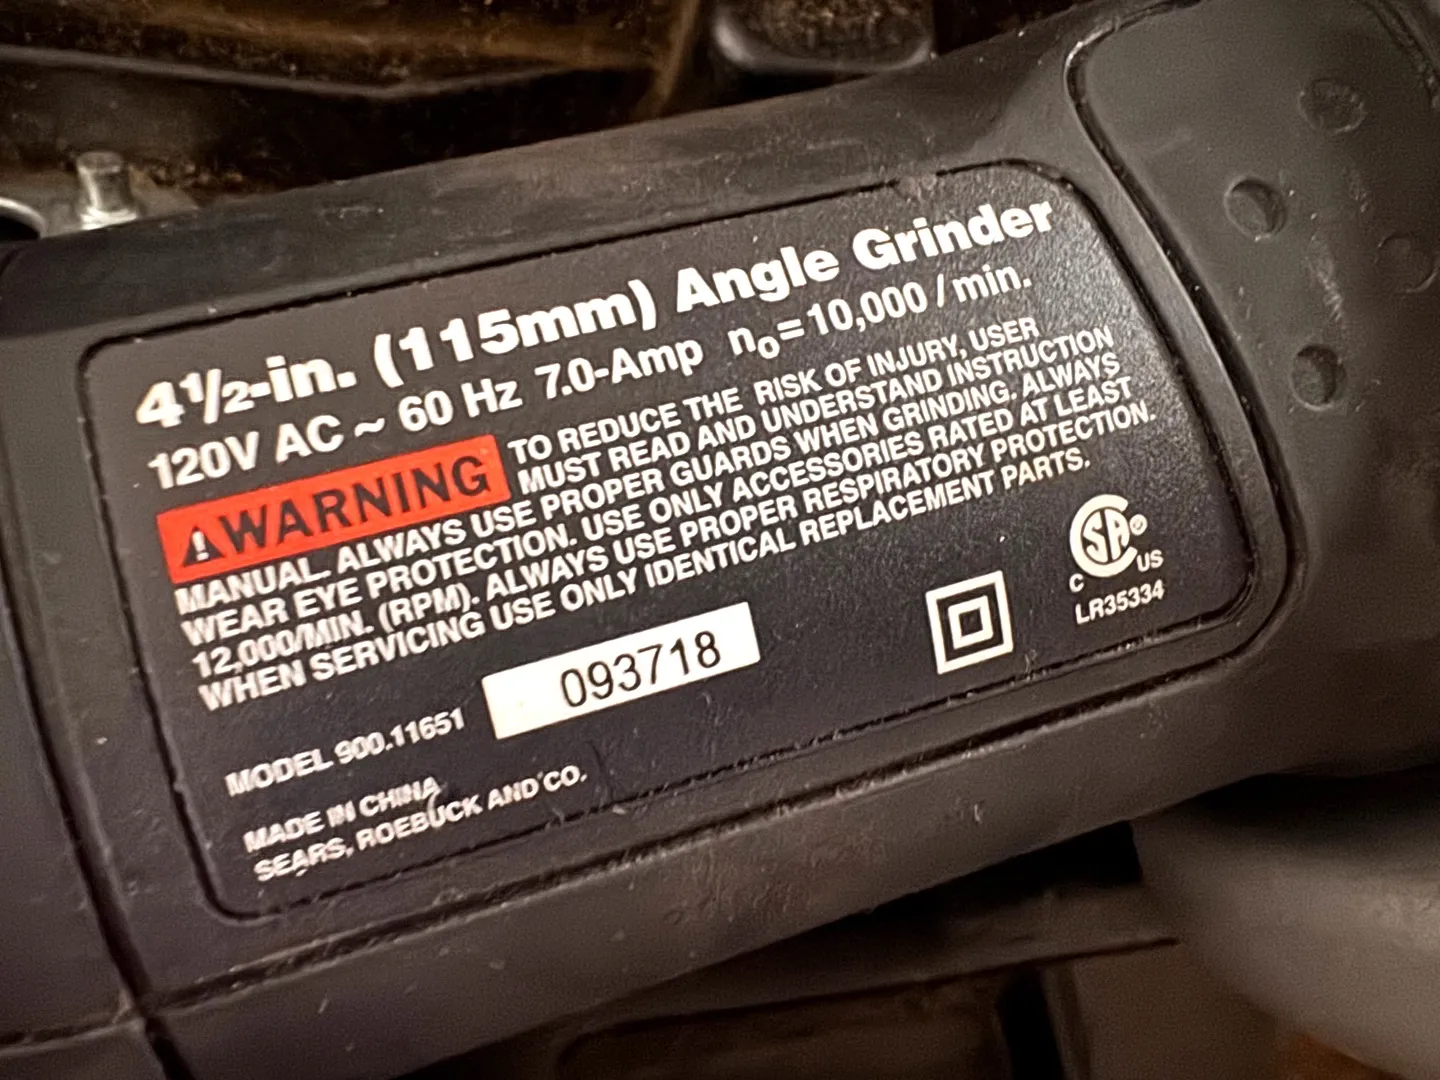 4½-in. (115mm) Angle Grinder
120V AC ~ 60 Hz 7.0-Amp no=10,000 / min.
⚠WARNING TO REDUCE THE RISK OF INJURY, USER
MUST READ AND UNDERSTAND INSTRUCTION
MANUAL. ALWAYS USE PROPER GUARDS WHEN GRINDING. ALWAYS
WEAR EYE PROTECTION. USE ONLY ACCESSORIES RATED AT LEAST
12,000/MIN. (RPM). ALWAYS USE PROPER RESPIRATORY PROTECTION.
WHEN SERVICING USE ONLY IDENTICAL REPLACEMENT PARTS.
MODEL 900.11651 093718
MADE IN CHINA
SEARS, ROEBUCK AND CO.
SA
C US
LR35334